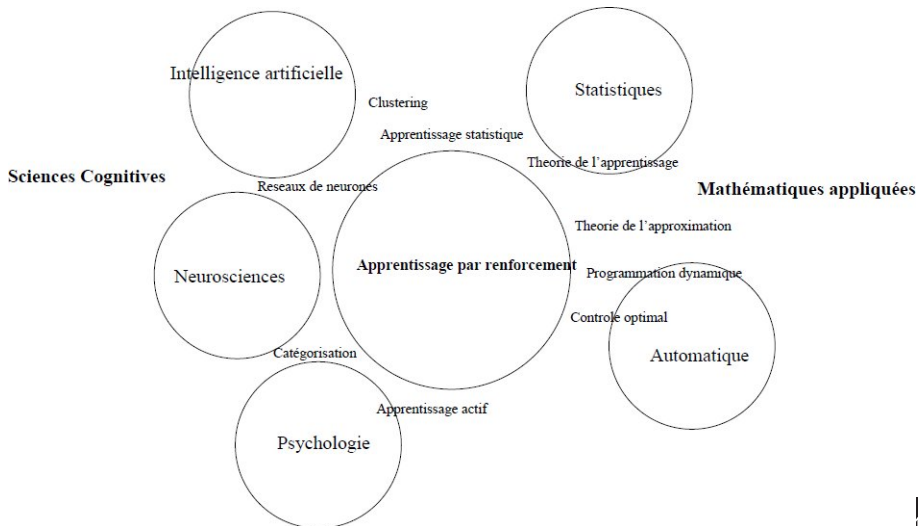 Intelligence artificielle
Statistiques
Clustering
Apprentissage statistique
Theorie de l'apprentissage
Sciences Cognitives
Reseaux de neurones
Mathématiques appliquées
Theorie de l'approximation
Apprentissage par renforcement
Programmation dynamique
Neurosciences
Controle optimal
Catégorisation
Automatique
Apprentissage actif
Psychologie